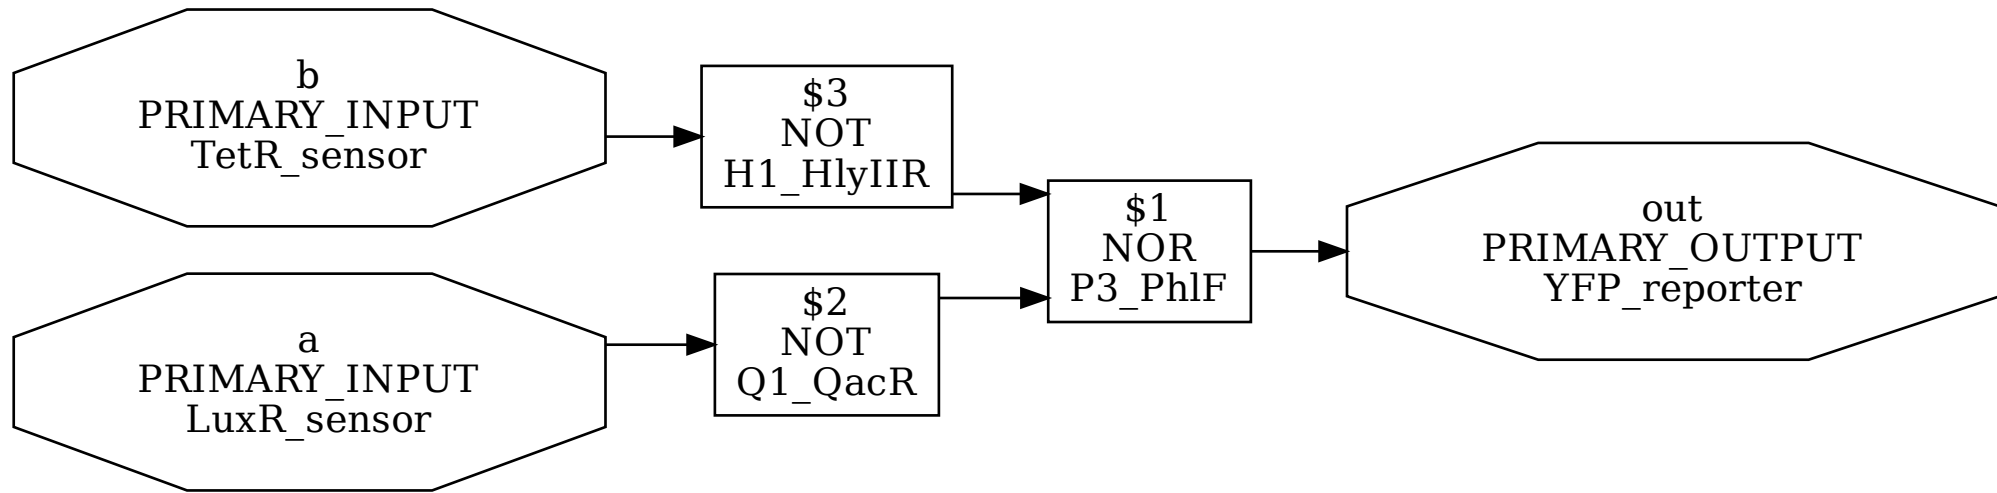 b
PRIMARY_INPUT
TetR_sensor
$3
NOT
H1_HlyIIR
a
PRIMARY_INPUT
LuxR_sensor
$2
NOT
Q1_QacR
$1
NOR
P3_PhlF
out
PRIMARY_OUTPUT
YFP_reporter